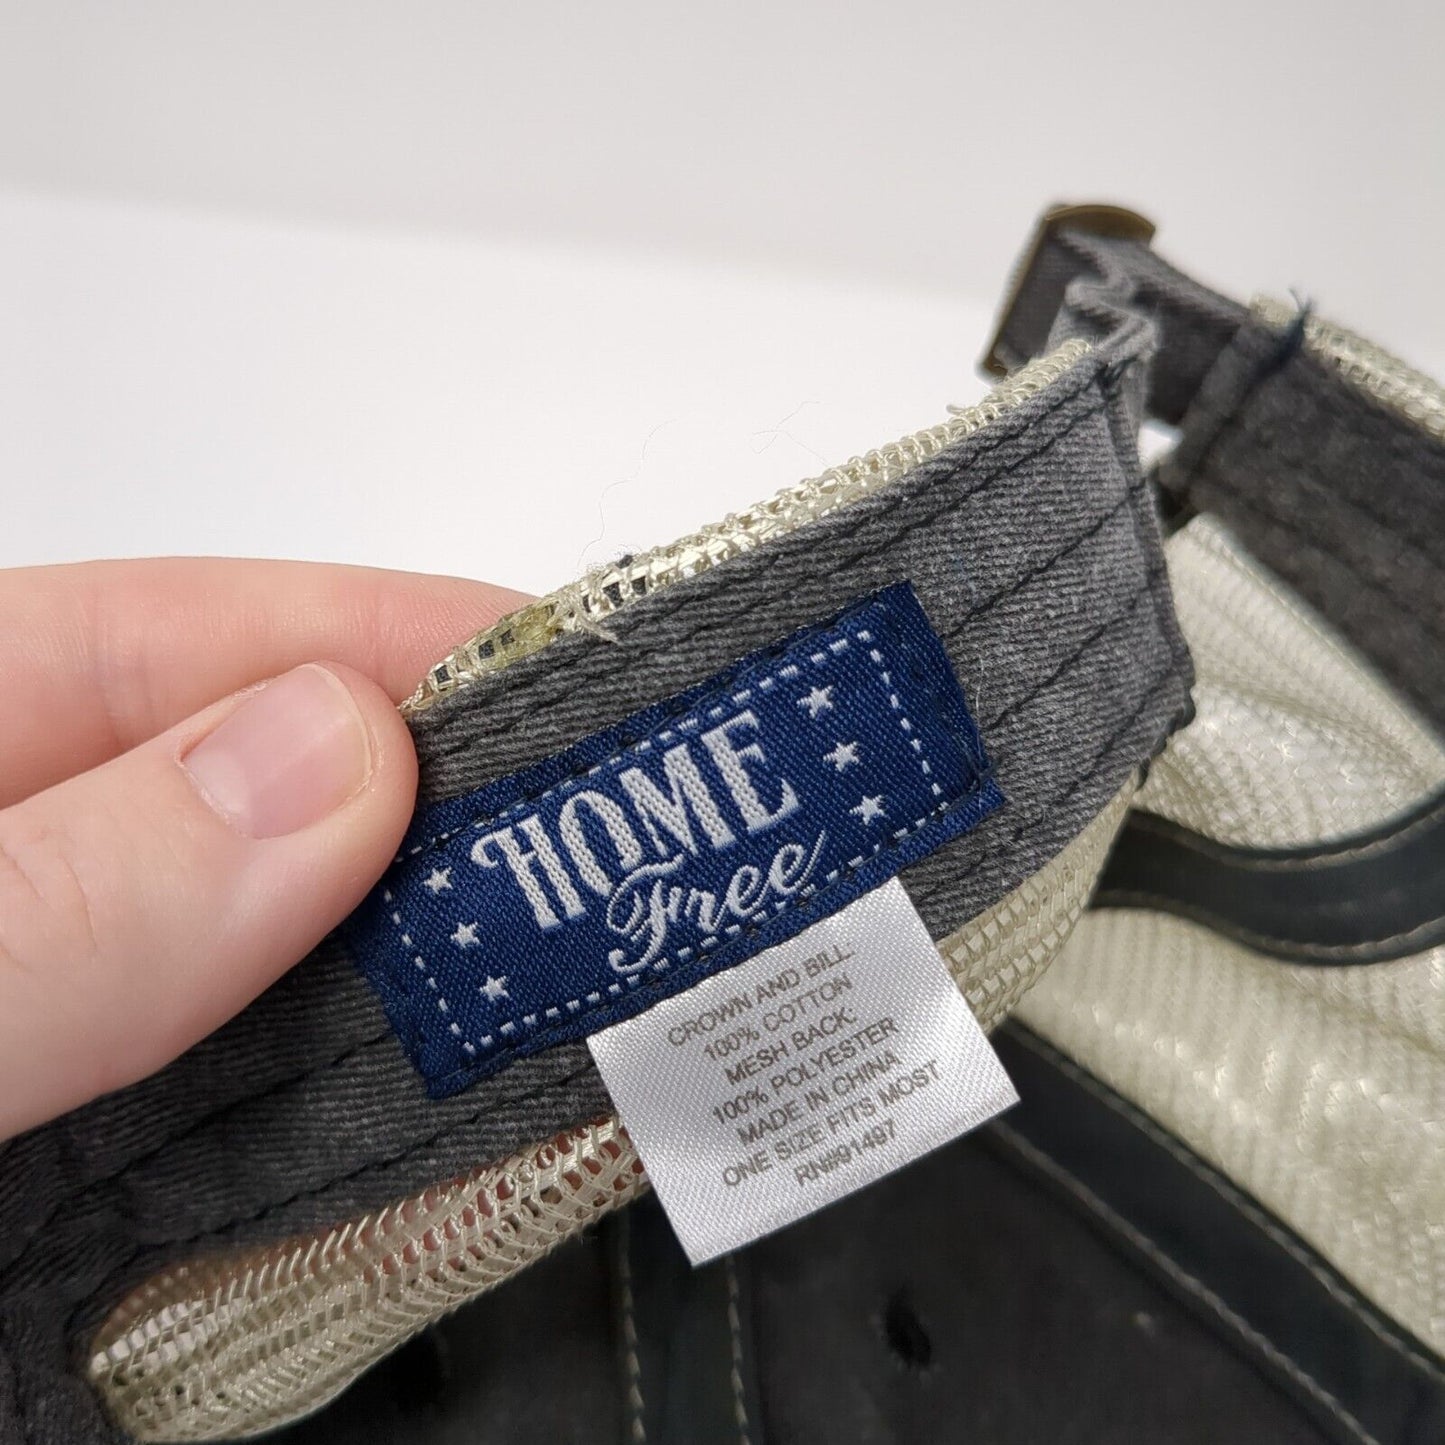 HOME
Free
CROWN AND BILL:
100% COTTON
MESH BACK:
100% POLYESTER
MADE IN CHINA
ONE SIZE FITS MOST
RN#91497